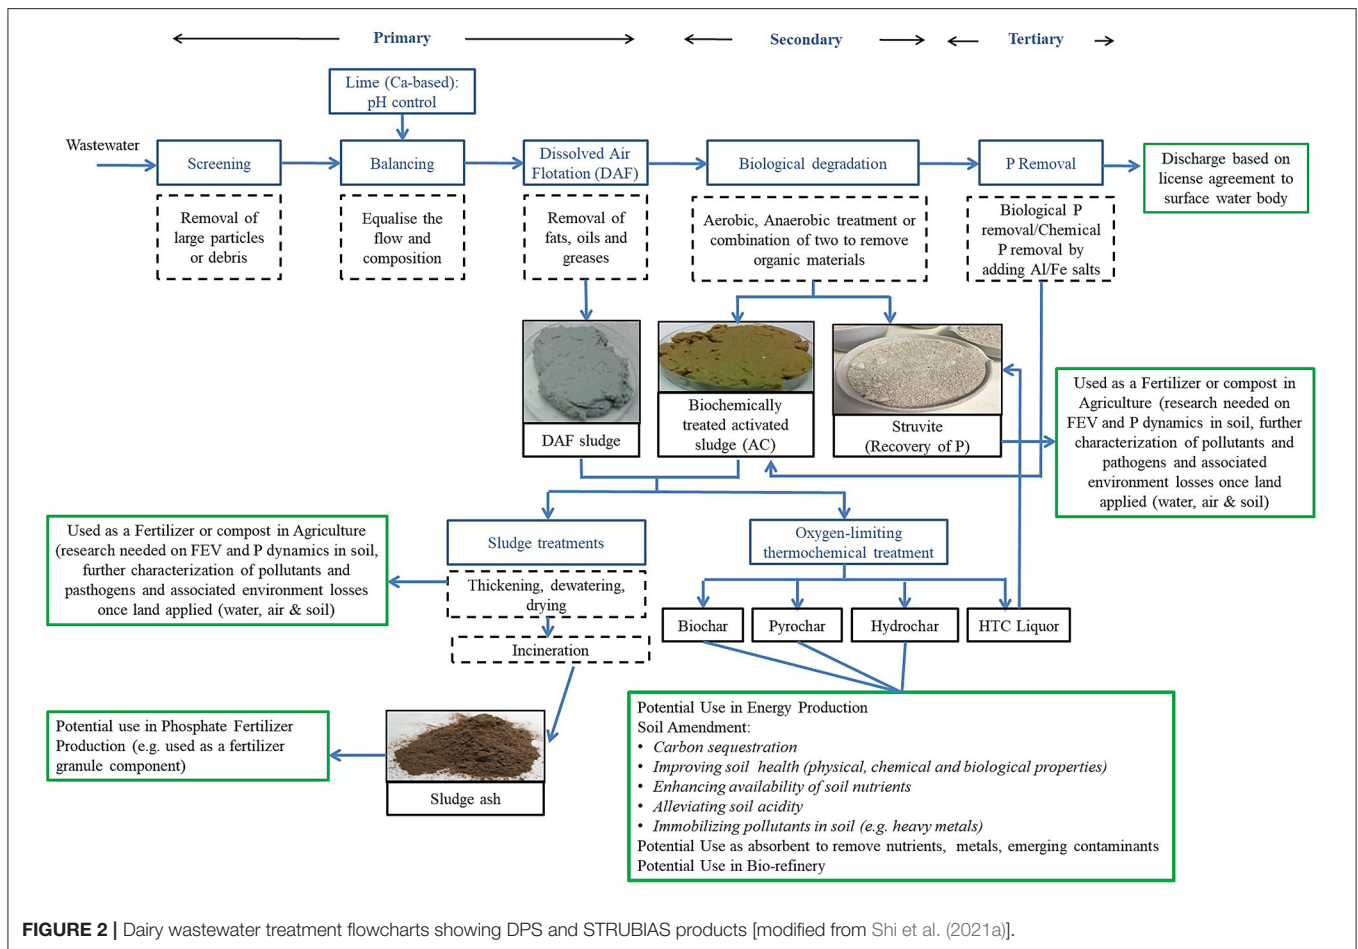 Primary
Secondary
Tertiary
Lime (Ca-based):
pH control
Wastewater
Screening
Balancing
Dissolved Air
Flotation (DAF)
Biological degradation
P Removal
Discharge based on
license agreement to
surface water body
Removal of
large particles
or debris
Equalise the
flow and
composition
Removal of
fats, oils and
greases
Aerobic, Anaerobic treatment or
combination of two to remove
organic materials
Biological P
removal/Chemical
P removal by
adding Al/Fe salts
DAF sludge
Biochemically
treated activated
sludge (AC)
Struvite
(Recovery of P)
Used as a Fertilizer or compost in
Agriculture (research needed on
FEV and P dynamics in soil, further
characterization of pollutants and
pathogens and associated
environment losses once land
applied (water, air & soil)
Used as a Fertilizer or compost in Agriculture
(research needed on FEV and P dynamics in soil,
further characterization of pollutants and
pasthogens and associated environment losses
once land applied (water, air & soil)
Sludge treatments
Thickening, dewatering,
drying
Incineration
Oxygen-limiting
thermochemical treatment
Biochar
Pyrochar
Hydrochar
HTC Liquor
Potential use in Phosphate Fertilizer
Production (e.g. used as a fertilizer
granule component)
Sludge ash
Potential Use in Energy Production
Soil Amendment:
• Carbon sequestration
• Improving soil health (physical, chemical and biological properties)
• Enhancing availability of soil nutrients
• Alleviating soil acidity
• Immobilizing pollutants in soil (e.g. heavy metals)
Potential Use as absorbent to remove nutrients, metals, emerging contaminants
Potential Use in Bio-refinery
FIGURE 2 | Dairy wastewater treatment flowcharts showing DPS and STRUBIAS products [modified from Shi et al. (2021a)].